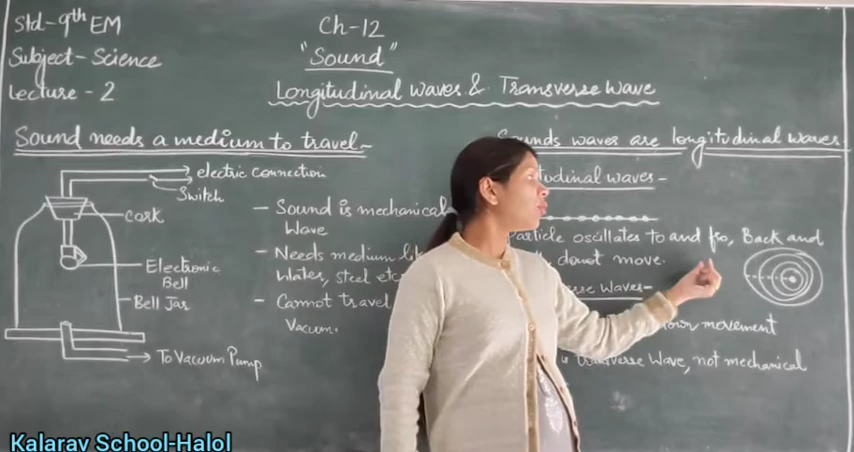 Std-9th EM
Subject-Science
Lecture-2
Ch-12
"Sound"
Longitudinal waves & Transverse wave
Sound needs a medium to travel-
electric connection
Switch
Cork
Electronic
Bell
Bell Jar
To Vacuum Pump
- Sound is mechanical
Wave
- Needs medium
Water, steel etc
- Cannot travel
Vacum.
Sounds waves are longitudinal waves
waves-
Particle oscillates to and fro, Back and
donot move.
Waves-
movement
transverse Wave, not mechanical
Kalarav School-Halol